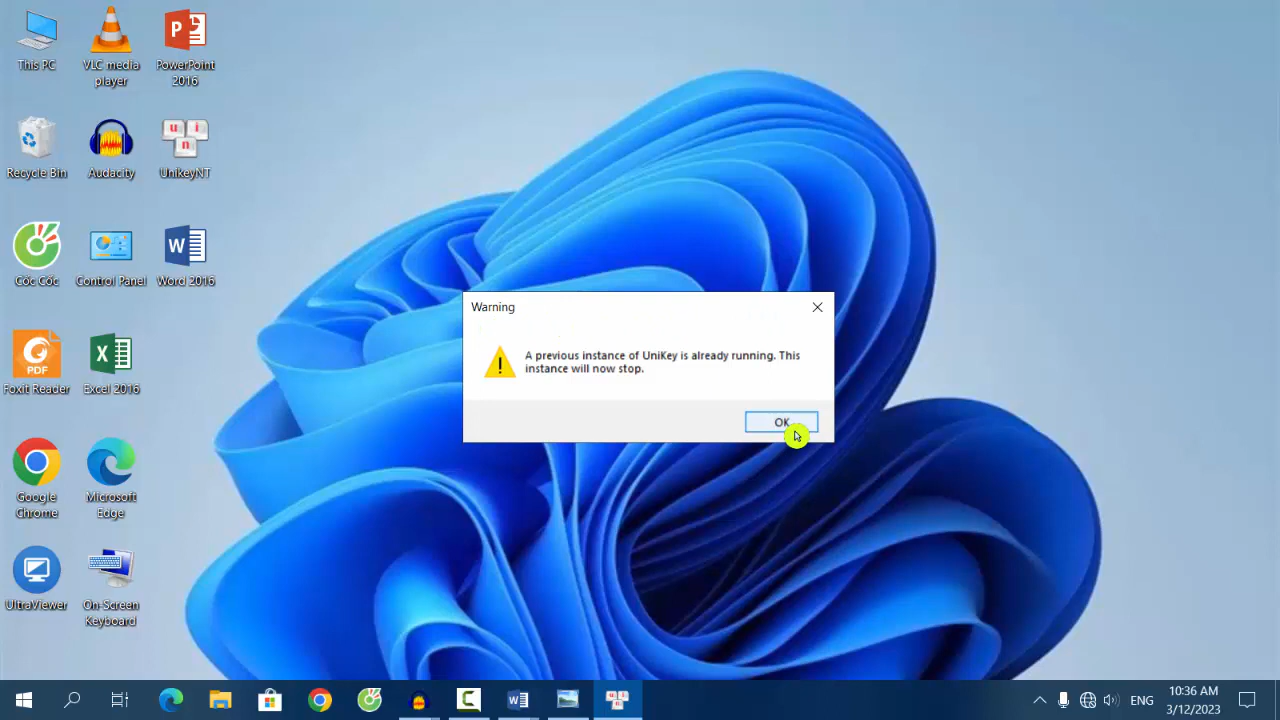 This PC
VLC media
player
PowerPoint
2016
Recycle Bin
Audacity
UnikeyNT
Cốc Cốc
Control Panel
Word 2016
PDF
Foxit Reader
Excel 2016
Google
Chrome
Microsoft
Edge
UltraViewer
On-Screen
Keyboard
Warning
A previous instance of UniKey is already running. This
instance will now stop.
OK
ENG
10:36 AM
3/12/2023